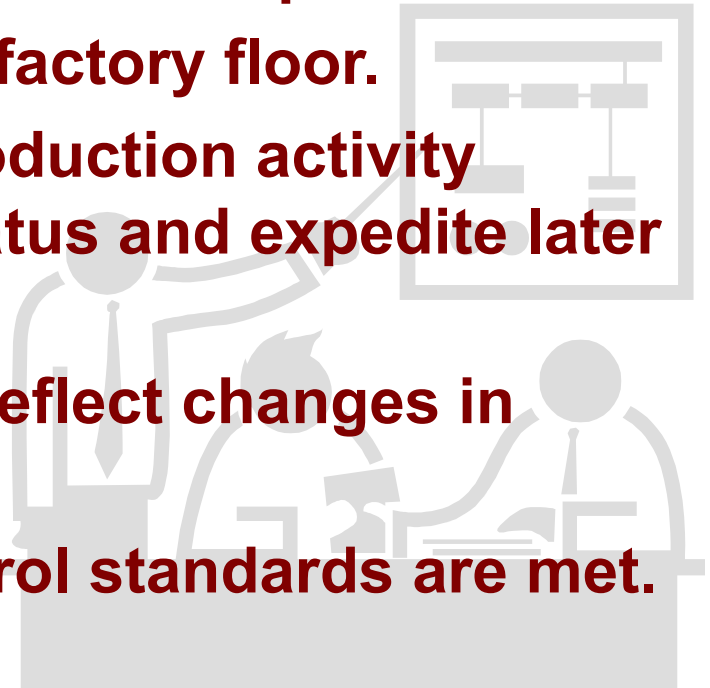 factory floor.
oduction activity
atus and expedite later
eflect changes in
rol standards are met.